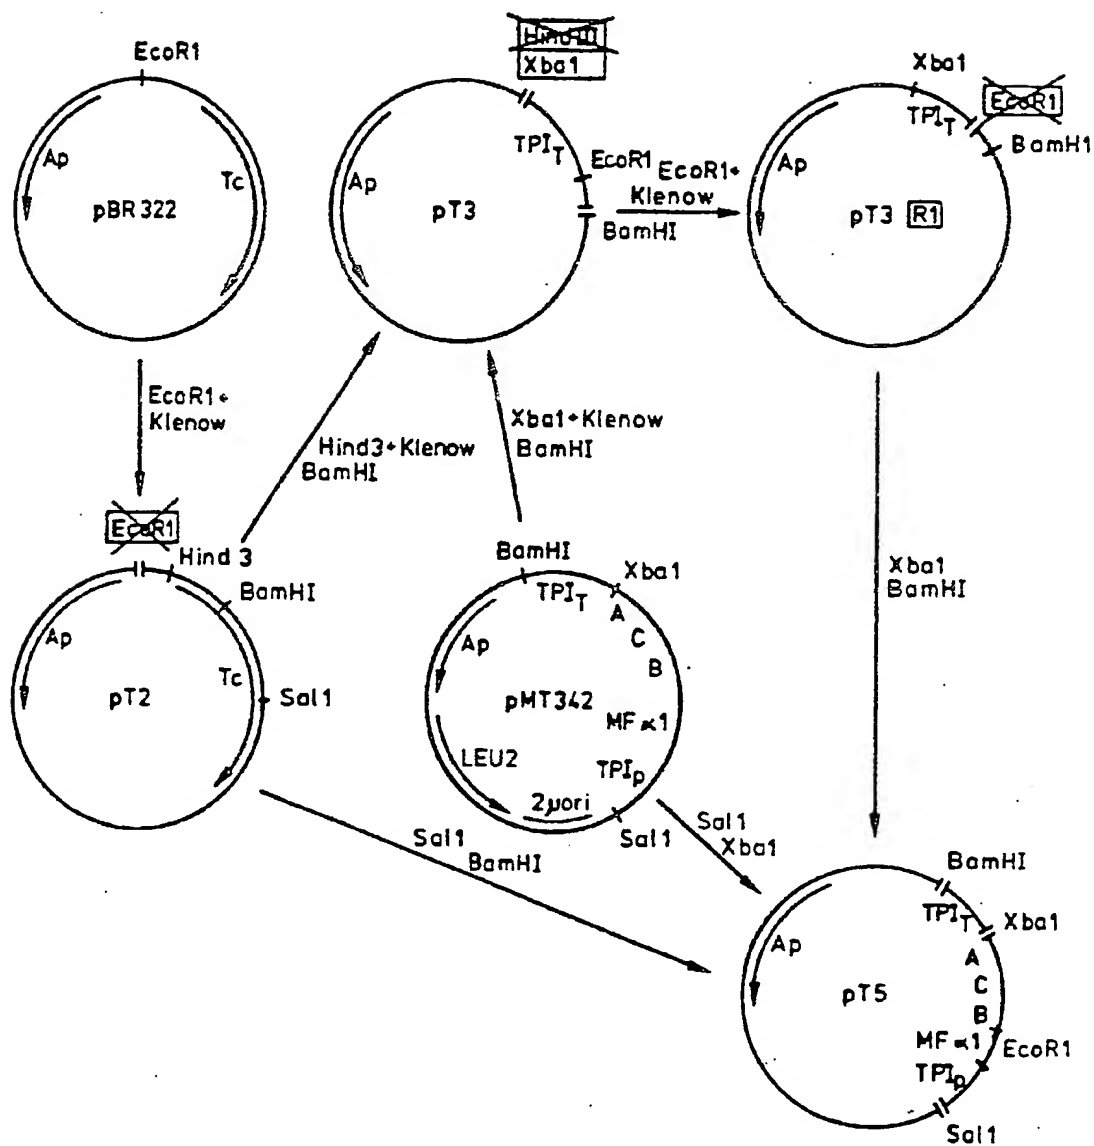 EcoR1
Ap
Tc
pBR322
HindIII
Xba1
TPIT
EcoR1
Ap
pT3
BamHI
EcoR1+
Klenow
Xba1
EcoR1
TPIT
BamH1
Ap
pT3 R1
EcoR1+
Klenow
Hind3+Klenow
BamHI
Xba1+Klenow
BamHI
Xba1
BamHI
EcoR1
Hind 3
BamHI
Ap
Tc
pT2
Sal1
BamHI
Xba1
TPIT
A
C
B
Ap
pMT342
MFα1
LEU2
TPIp
2μori
Sal1
Sal1
BamHI
Sal1
Xba1
BamHI
TPIT
Xba1
Ap
A
C
B
pT5
MFα1
EcoR1
TPIp
Sal1